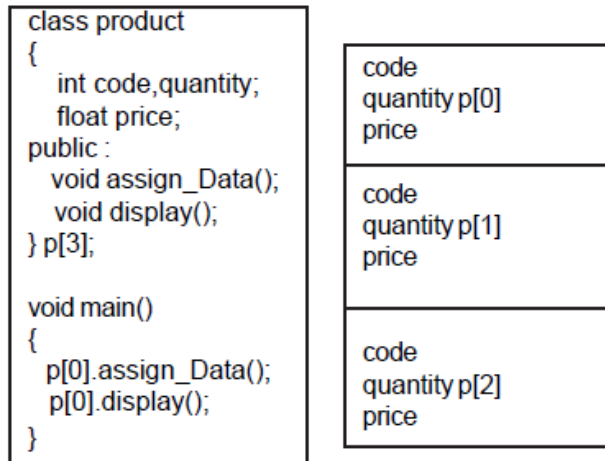 class product
{
int code,quantity;
float price;
public :
void assign_Data();
void display();
} p[3];
void main()
{
p[0].assign_Data();
p[0].display();
}
code
quantity p[0]
price
code
quantity p[1]
price
code
quantity p[2]
price